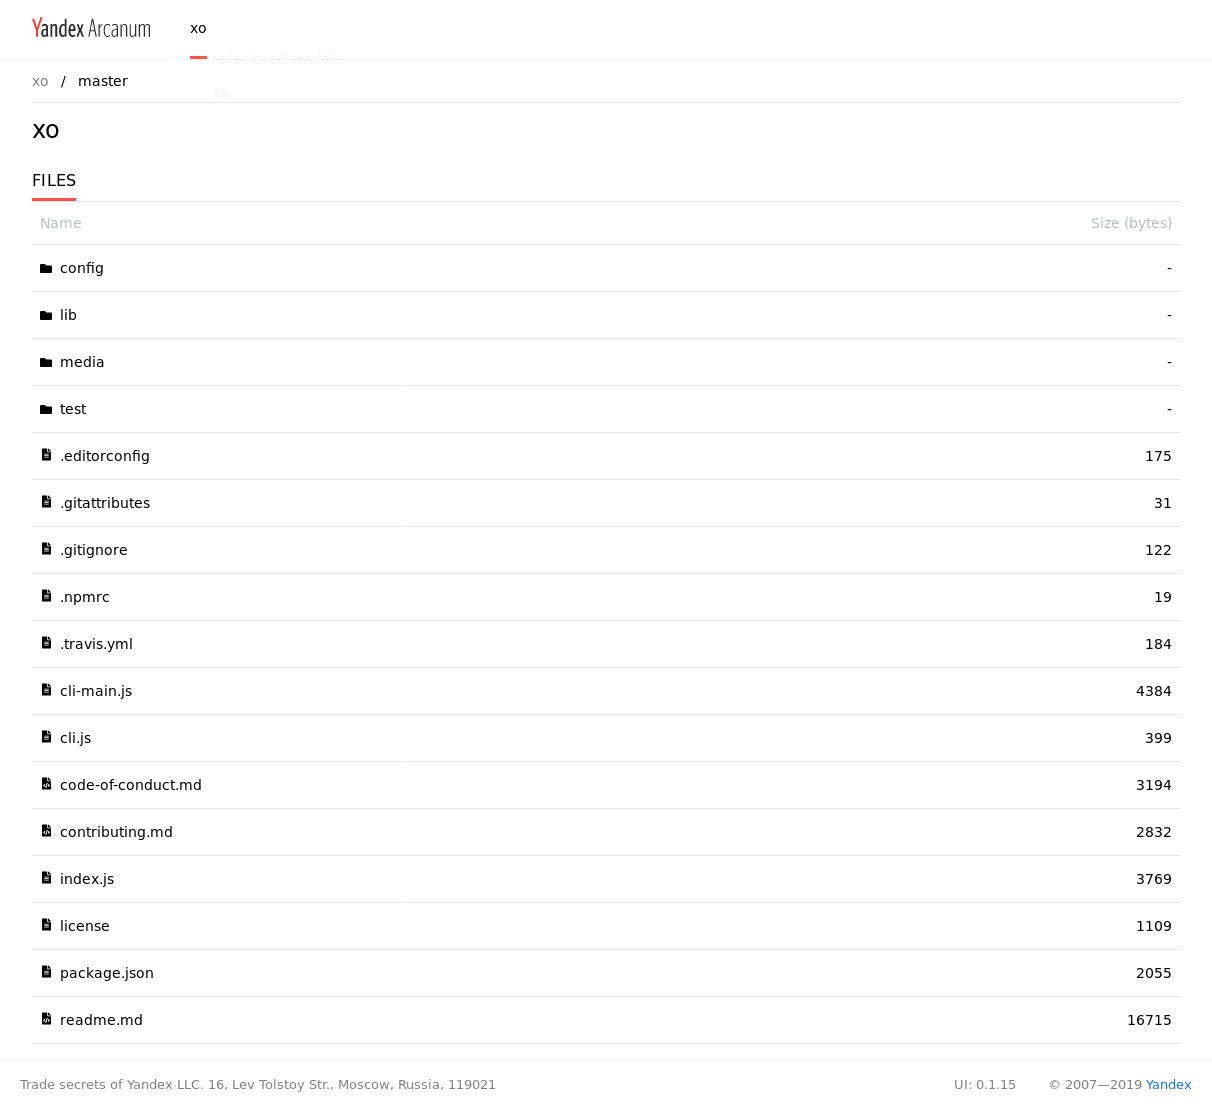 Yandex Arcanum xo
refactored-waddle
xo / master
xo
xo
FILES
Name Size (bytes)
config -
lib -
media -
test -
.editorconfig 175
.gitattributes 31
.gitignore 122
.npmrc 19
.travis.yml 184
cli-main.js 4384
cli.js 399
code-of-conduct.md 3194
contributing.md 2832
index.js 3769
license 1109
package.json 2055
readme.md 16715
Trade secrets of Yandex LLC. 16, Lev Tolstoy Str., Moscow, Russia, 119021 UI: 0.1.15 © 2007—2019 Yandex